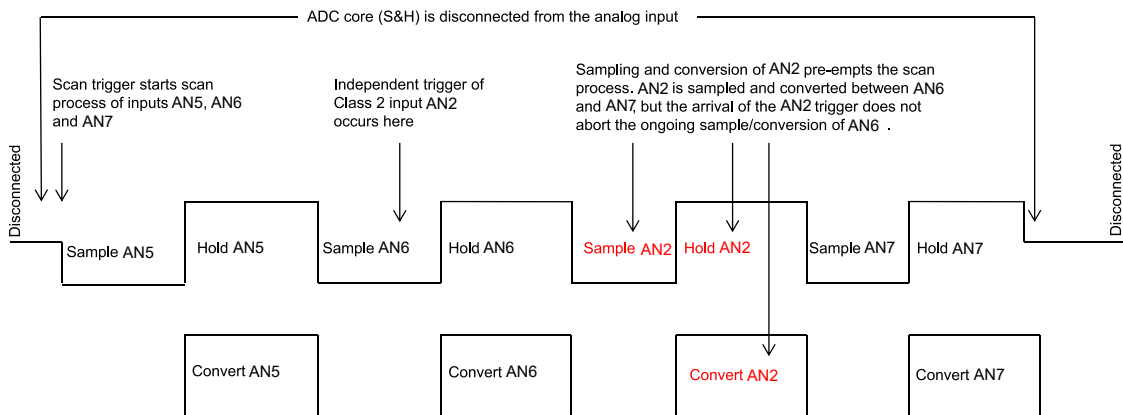 ADC core (S&H) is disconnected from the analog input
Scan trigger starts scan
process of inputs AN5, AN6
and AN7
Independent trigger of
Class 2 input AN2
occurs here
Sampling and conversion of AN2 pre-empts the scan
process. AN2 is sampled and converted between AN6
and AN7, but the arrival of the AN2 trigger does not
abort the ongoing sample/conversion of AN6 .
Disconnected
Sample AN5
Hold AN5
Sample AN6
Hold AN6
Sample AN2
Hold AN2
Sample AN7
Hold AN7
Disconnected
Convert AN5
Convert AN6
Convert AN2
Convert AN7